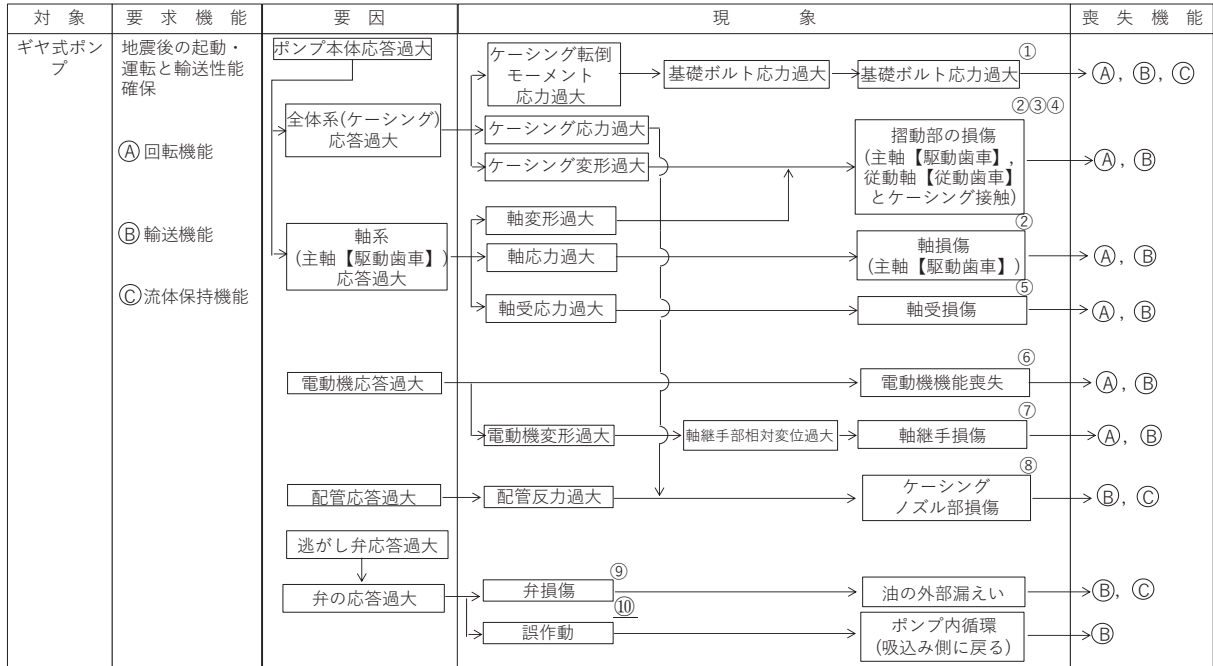 対象
要求機能
要因
現象
喪失機能
ギヤ式ポン
プ
地震後の起動・
運転と輸送性能
確保
Ⓐ回転機能
Ⓑ輸送機能
Ⓒ流体保持機能
ポンプ本体応答過大
全体系(ケーシング)
応答過大
軸系
(主軸【駆動歯車】)
応答過大
電動機応答過大
配管応答過大
逃がし弁応答過大
弁の応答過大
ケーシング転倒
モーメント
応力過大
基礎ボルト応力過大
①
基礎ボルト応力過大
Ⓐ, Ⓑ, Ⓒ
ケーシング応力過大
ケーシング変形過大
②③④
摺動部の損傷
(主軸【駆動歯車】,
従動軸【従動歯車】
とケーシング接触)
Ⓐ, Ⓑ
軸変形過大
軸応力過大
②
軸損傷
(主軸【駆動歯車】)
Ⓐ, Ⓑ
軸受応力過大
⑤
軸受損傷
Ⓐ, Ⓑ
⑥
電動機機能喪失
Ⓐ, Ⓑ
電動機変形過大
軸継手部相対変位過大
⑦
軸継手損傷
Ⓐ, Ⓑ
配管反力過大
⑧
ケーシング
ノズル部損傷
Ⓑ, Ⓒ
⑨
弁損傷
油の外部漏えい
Ⓑ, Ⓒ
⑩
誤作動
ポンプ内循環
(吸込み側に戻る)
Ⓑ